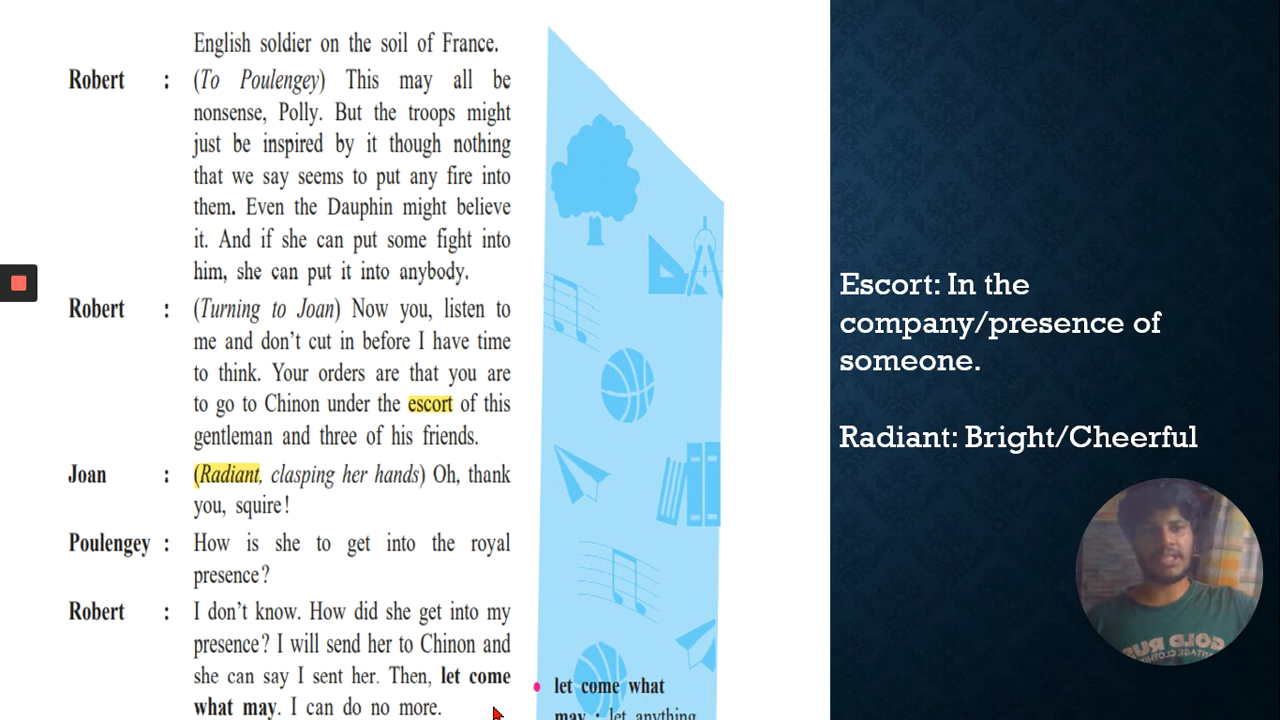 English soldier on the soil of France.
Robert : (To Poulengey) This may all be
nonsense, Polly. But the troops might
just be inspired by it though nothing
that we say seems to put any fire into
them. Even the Dauphin might believe
it. And if she can put some fight into
him, she can put it into anybody.
Robert : (Turning to Joan) Now you, listen to
me and don't cut in before I have time
to think. Your orders are that you are
to go to Chinon under the escort of this
gentleman and three of his friends.
Joan : (Radiant, clasping her hands) Oh, thank
you, squire!
Poulengey : How is she to get into the royal
presence?
Robert : I don't know. How did she get into my
presence? I will send her to Chinon and
she can say I sent her. Then, let come
what may. I can do no more.
• let come what
may : let anything
Escort: In the
company/presence of
someone.
Radiant: Bright/Cheerful
GOLD RUS